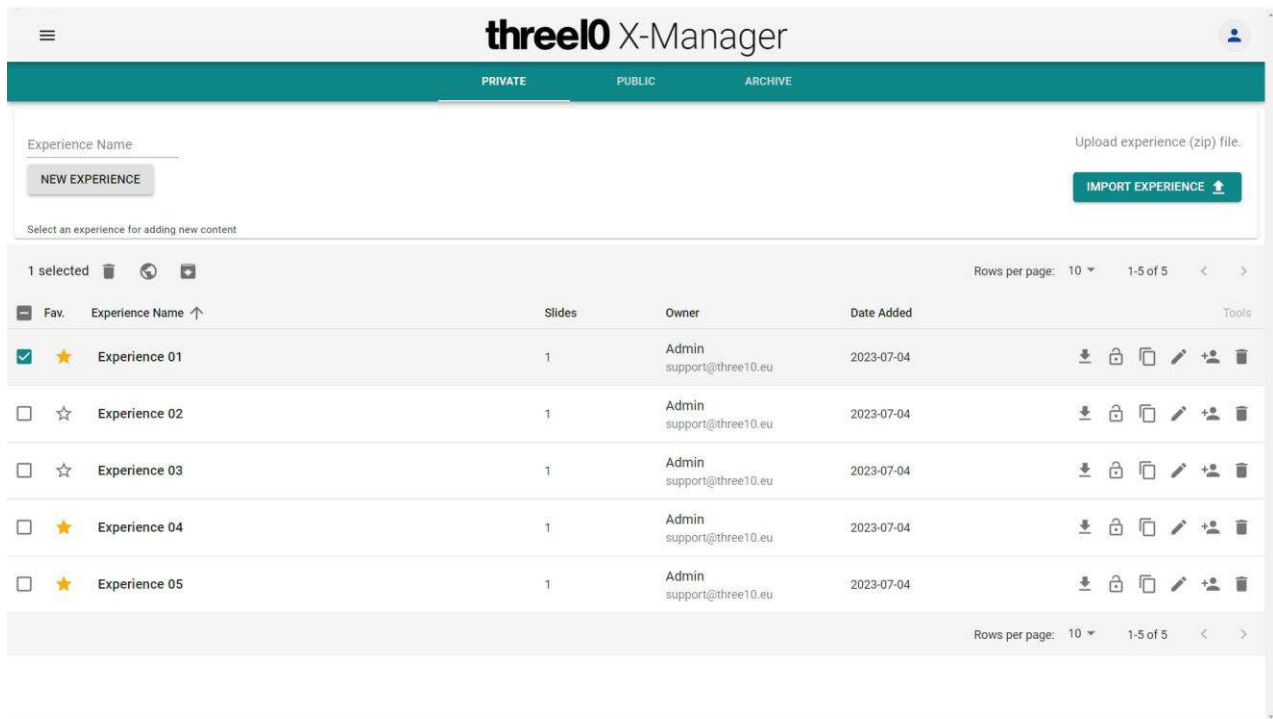 three10 X-Manager
PRIVATE PUBLIC ARCHIVE
Experience Name
Upload experience (zip) file.
NEW EXPERIENCE
IMPORT EXPERIENCE
Select an experience for adding new content
1 selected Rows per page: 10 1-5 of 5
Fav. Experience Name Slides Owner Date Added Tools
Experience 01 1 Admin 2023-07-04
support@three10.eu
Experience 02 1 Admin 2023-07-04
support@three10.eu
Experience 03 1 Admin 2023-07-04
support@three10.eu
Experience 04 1 Admin 2023-07-04
support@three10.eu
Experience 05 1 Admin 2023-07-04
support@three10.eu
Rows per page: 10 1-5 of 5